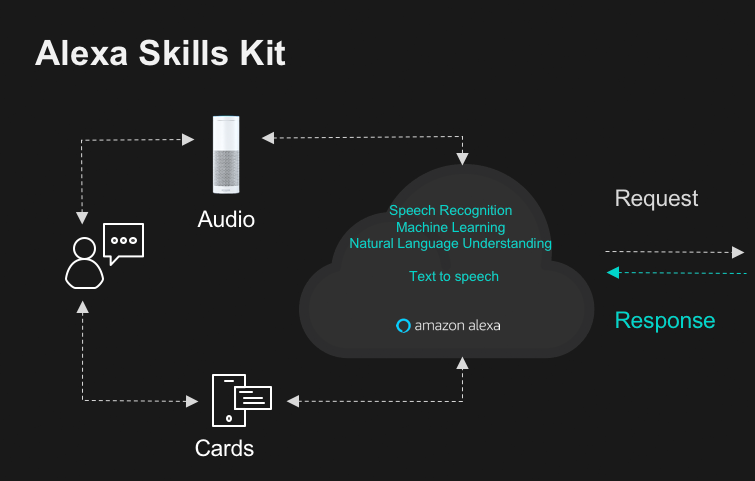 Alexa Skills Kit
Audio
Speech Recognition
Machine Learning
Natural Language Understanding
Text to speech
amazon alexa
Request
Response
Cards